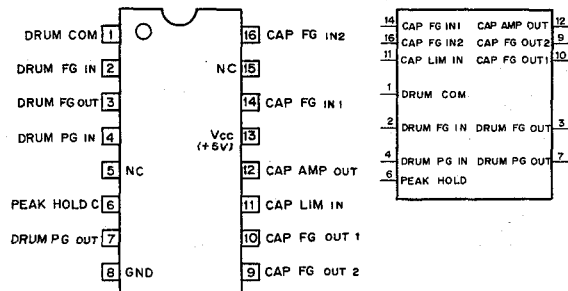 DRUM COM 1
DRUM FG IN 2
DRUM FG OUT 3
DRUM PG IN 4
5 NC
PEAK HOLD C 6
DRUM PG OUT 7
8 GND
16 CAP FG IN2
NC 15
14 CAP FG IN1
Vcc 13
(+5V)
12 CAP AMP OUT
11 CAP LIM IN
10 CAP FG OUT 1
9 CAP FG OUT 2
14 CAP FG IN1 CAP AMP OUT 12
16 CAP FG IN2 CAP FG OUT2 9
11 CAP LIM IN CAP FG OUT1 10
1 DRUM COM
2 DRUM FG IN DRUM FG OUT 3
4 DRUM PG IN DRUM PG OUT 7
6 PEAK HOLD